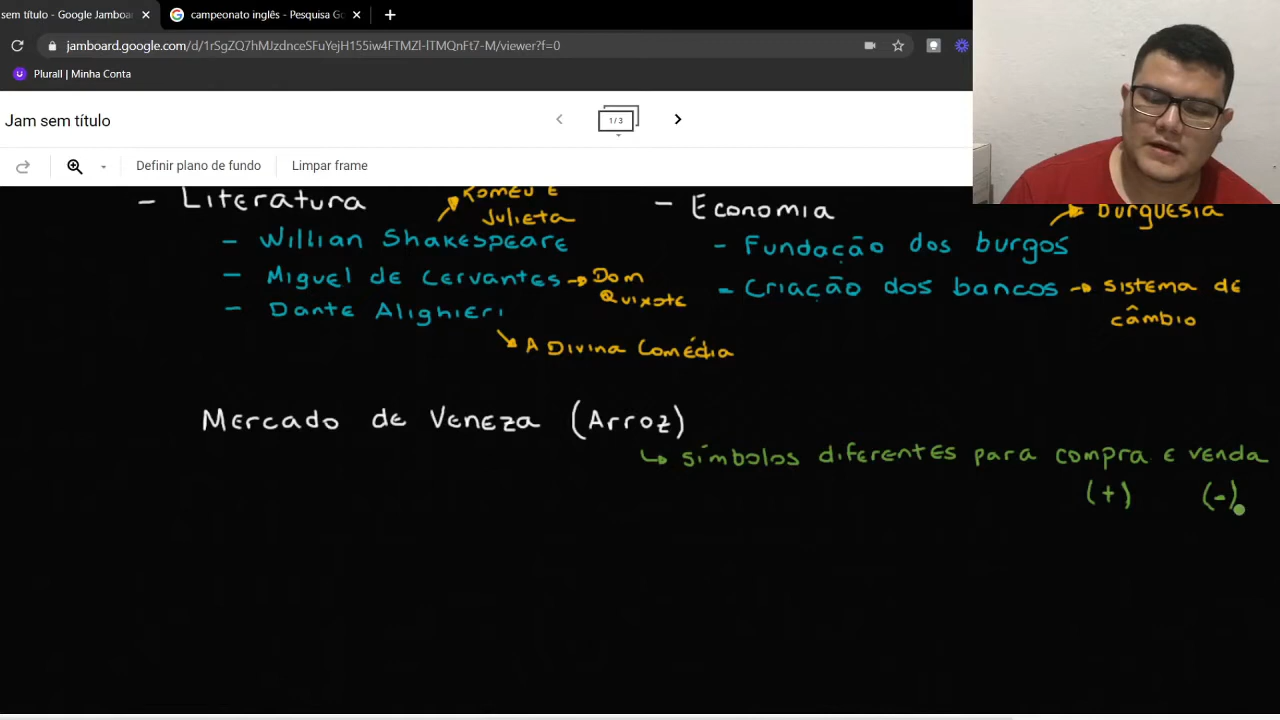 sem título - Google Jamboa
campeonato inglês - Pesquisa Go
jamboard.google.com/d/1rSgZQ7hMJzdnceSFuYejH155iw4FTMZl-lTMQnFt7-M/viewer?f=0
Plurall | Minha Conta
Jam sem título
1/3
Definir plano de fundo
Limpar frame
- Literatura
Romeu e
Julieta
- Willian Shakespeare
- Miguel de Cervantes → Dom
Quixote
- Dante Alighieri
A Divina Comédia
- Economia
Burguesia
- Fundação dos burgos
- Criação dos bancos → sistema de
câmbio
Mercado de Veneza (Arroz)
↳ símbolos diferentes para compra e venda
(+) (-)